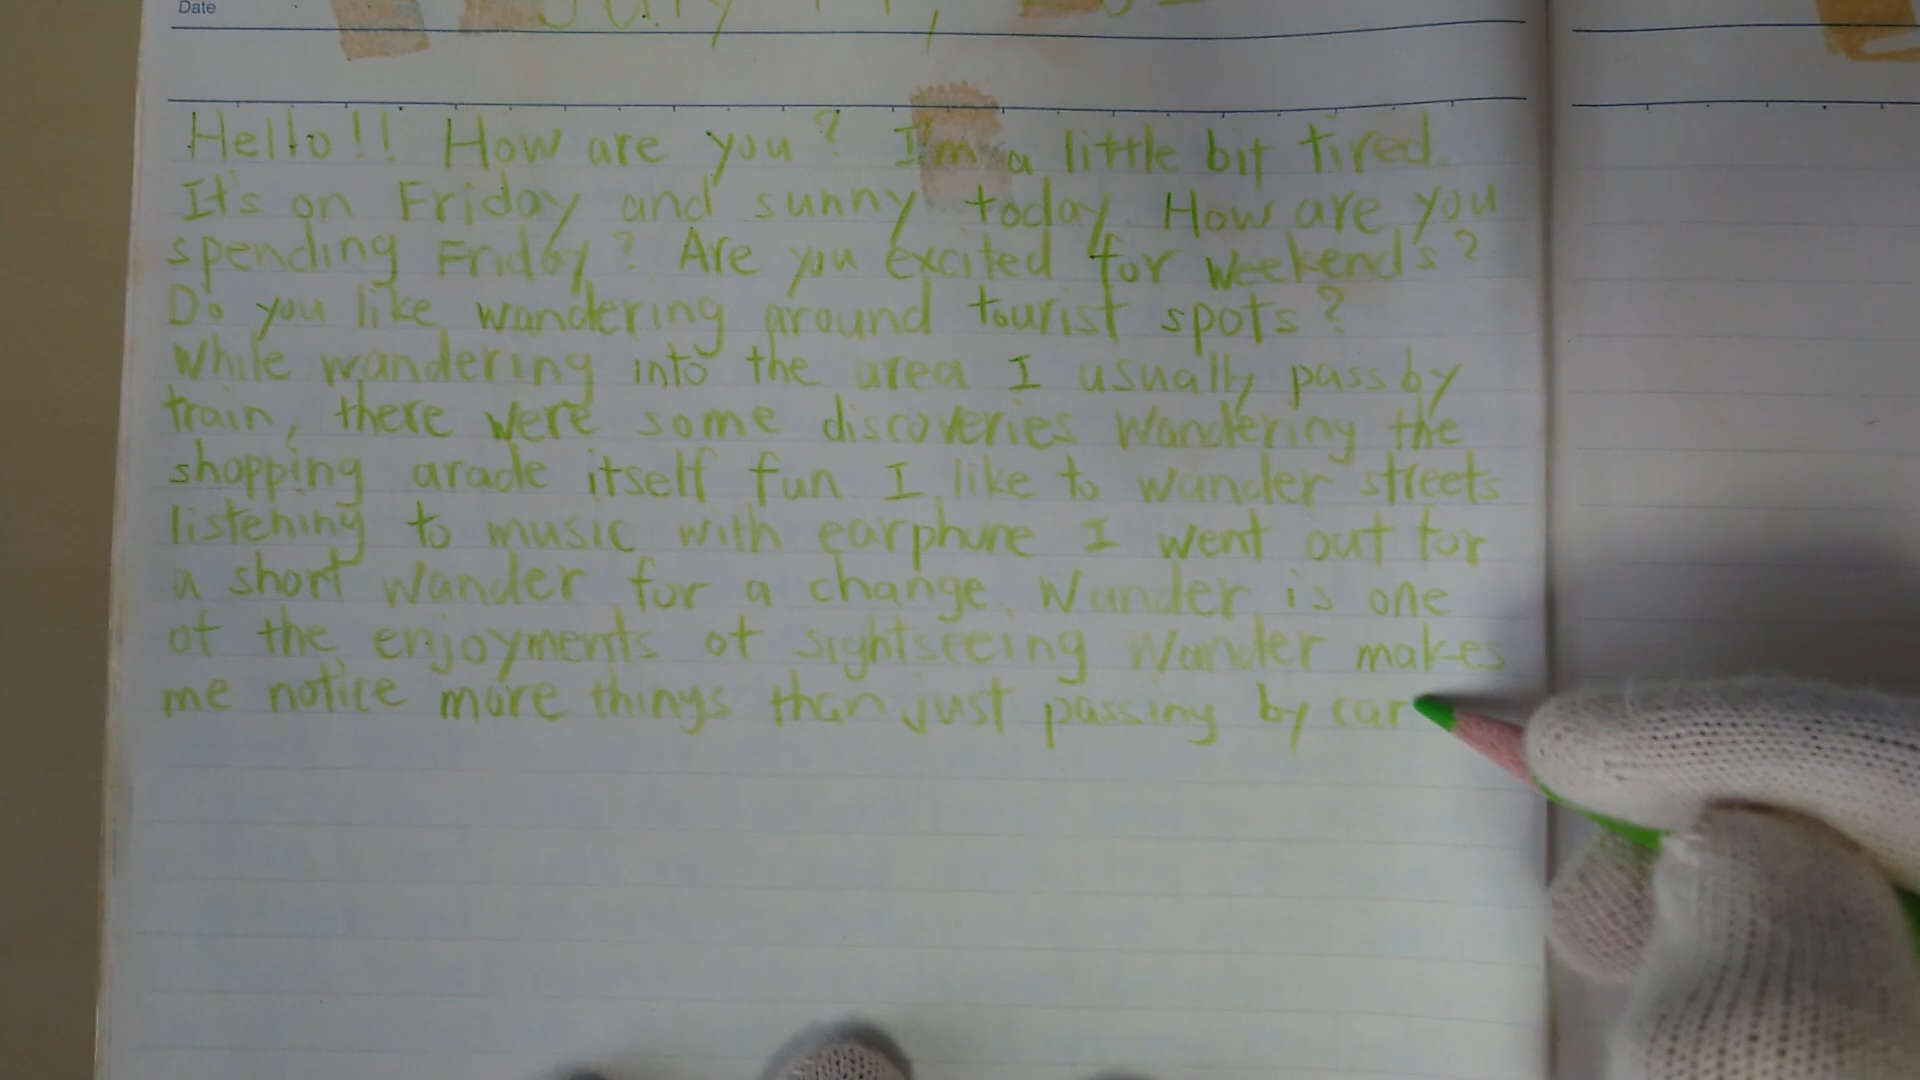 Date
Hello!! How are you? I'm a little bit tired.
It's on Friday and sunny today. How are you
spending Friday? Are you excited for weekends?
Do you like wandering around tourist spots?
While wandering into the area I usually pass by
train, there were some discoveries Wandering the
shopping arade itself fun I like to wander streets
listening to music with earphone I went out for
a short wander for a change. Wander is one
of the enjoyments of sightseeing Wander makes
me notice more things than just passing by car